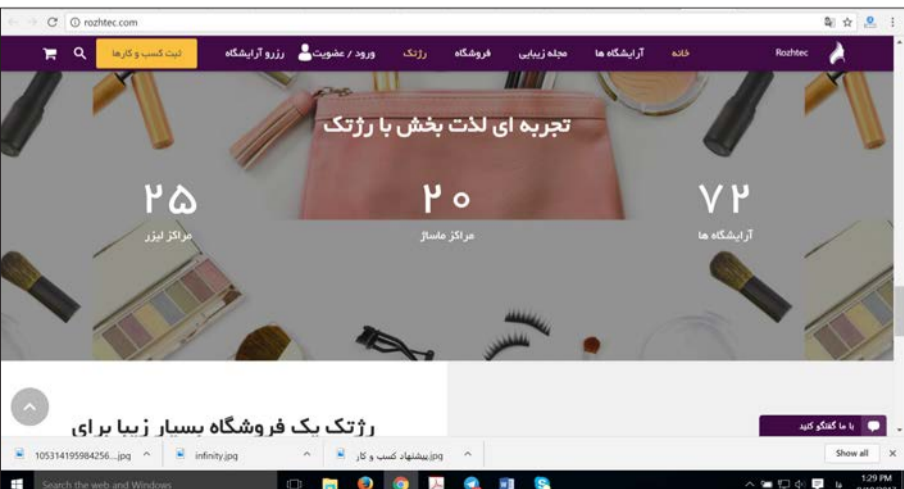 rozhtec.com
Rozhtec
خانه
آرایشگاه ها
مجله زیبایی
فروشگاه
رژتک
ورود / عضویت
رزرو آرایشگاه
ثبت کسب و کارها
تجربه ای لذت بخش با رژتک
۷۲
آرایشگاه ها
۲۰
مراکز ماساژ
۲۵
مراکز لیزر
رژتک یک فروشگاه بسیار زیبا برای
با ما گفتگو کنید
105314195984256....jpg
infinity.jpg
پیشنهاد کسب و کار.jpg
Show all
Search the web and Windows
1:29 PM